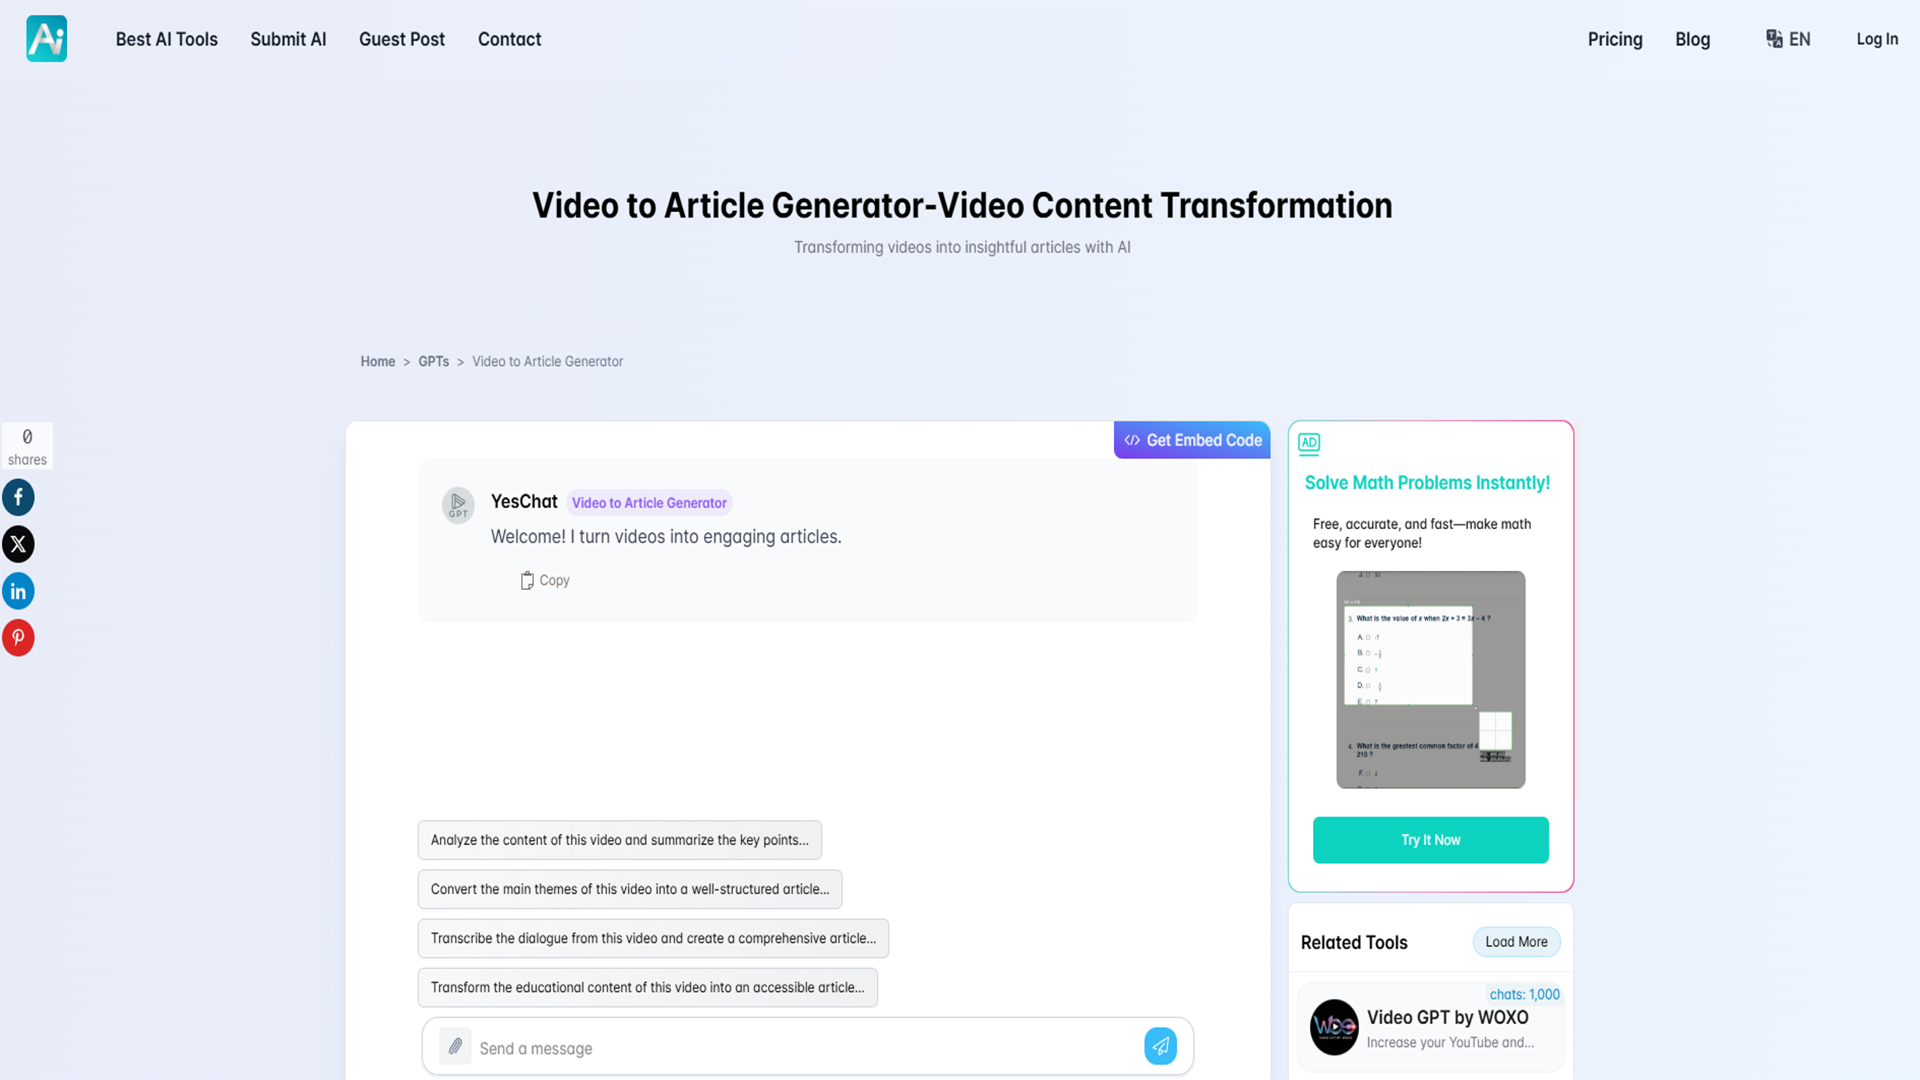 Ai
Best AI Tools
Submit AI
Guest Post
Contact
Pricing
Blog
EN
Log In
Video to Article Generator-Video Content Transformation
Transforming videos into insightful articles with AI
Home > GPTs > Video to Article Generator
0
shares
</> Get Embed Code
GPT
YesChat
Video to Article Generator
Welcome! I turn videos into engaging articles.
Copy
Analyze the content of this video and summarize the key points...
Convert the main themes of this video into a well-structured article...
Transcribe the dialogue from this video and create a comprehensive article...
Transform the educational content of this video into an accessible article...
Send a message
AD
Solve Math Problems Instantly!
Free, accurate, and fast—make math
easy for everyone!
3. What is the value of x when 2x + 3 = 3x – 4 ?
A. -7
B.
C. 1
D.
E. 7
4. What is the greatest common factor of 4
210 ?
F. 2
Try It Now
Related Tools
Load More
chats: 1,000
Video GPT by WOXO
Increase your YouTube and...